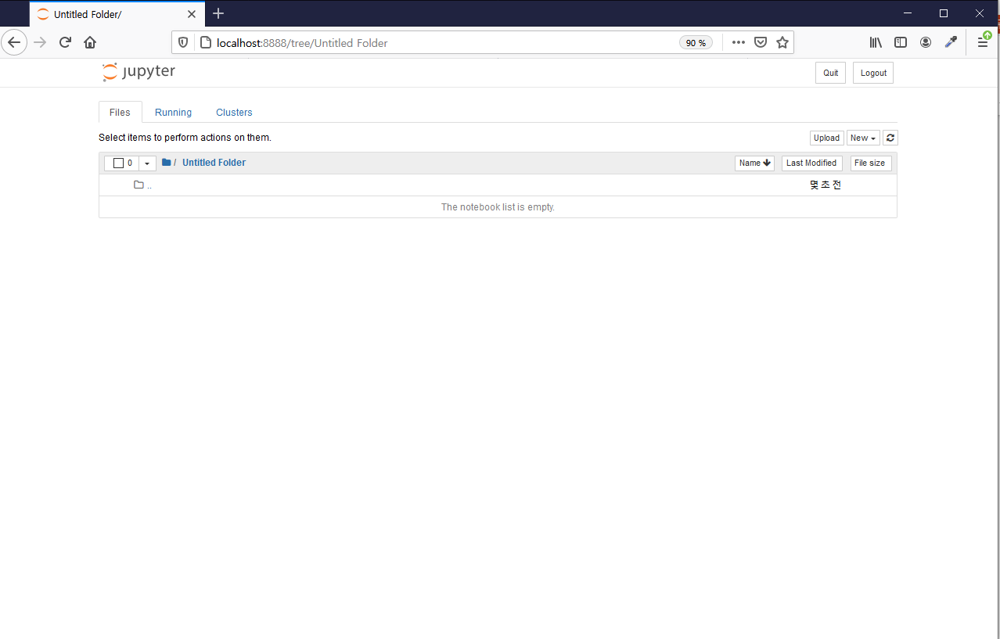 Untitled Folder/
localhost:8888/tree/Untitled Folder
90 %
jupyter
Quit
Logout
Files
Running
Clusters
Select items to perform actions on them.
Upload
New
0
/ Untitled Folder
Name
Last Modified
File size
..
몇 초 전
The notebook list is empty.